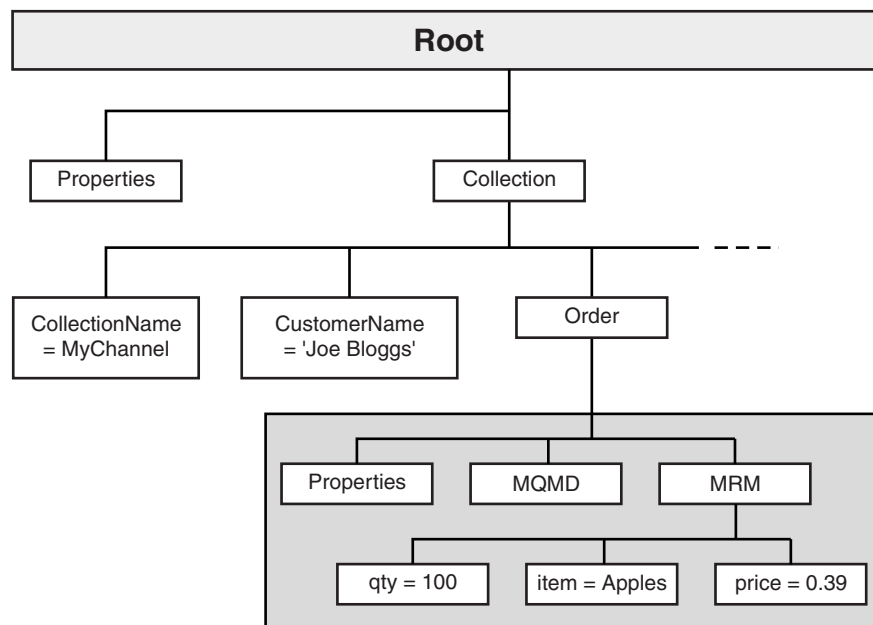 Root
Properties
Collection
CollectionName
= MyChannel
CustomerName
= 'Joe Bloggs'
Order
Properties
MQMD
MRM
qty = 100
item = Apples
price = 0.39